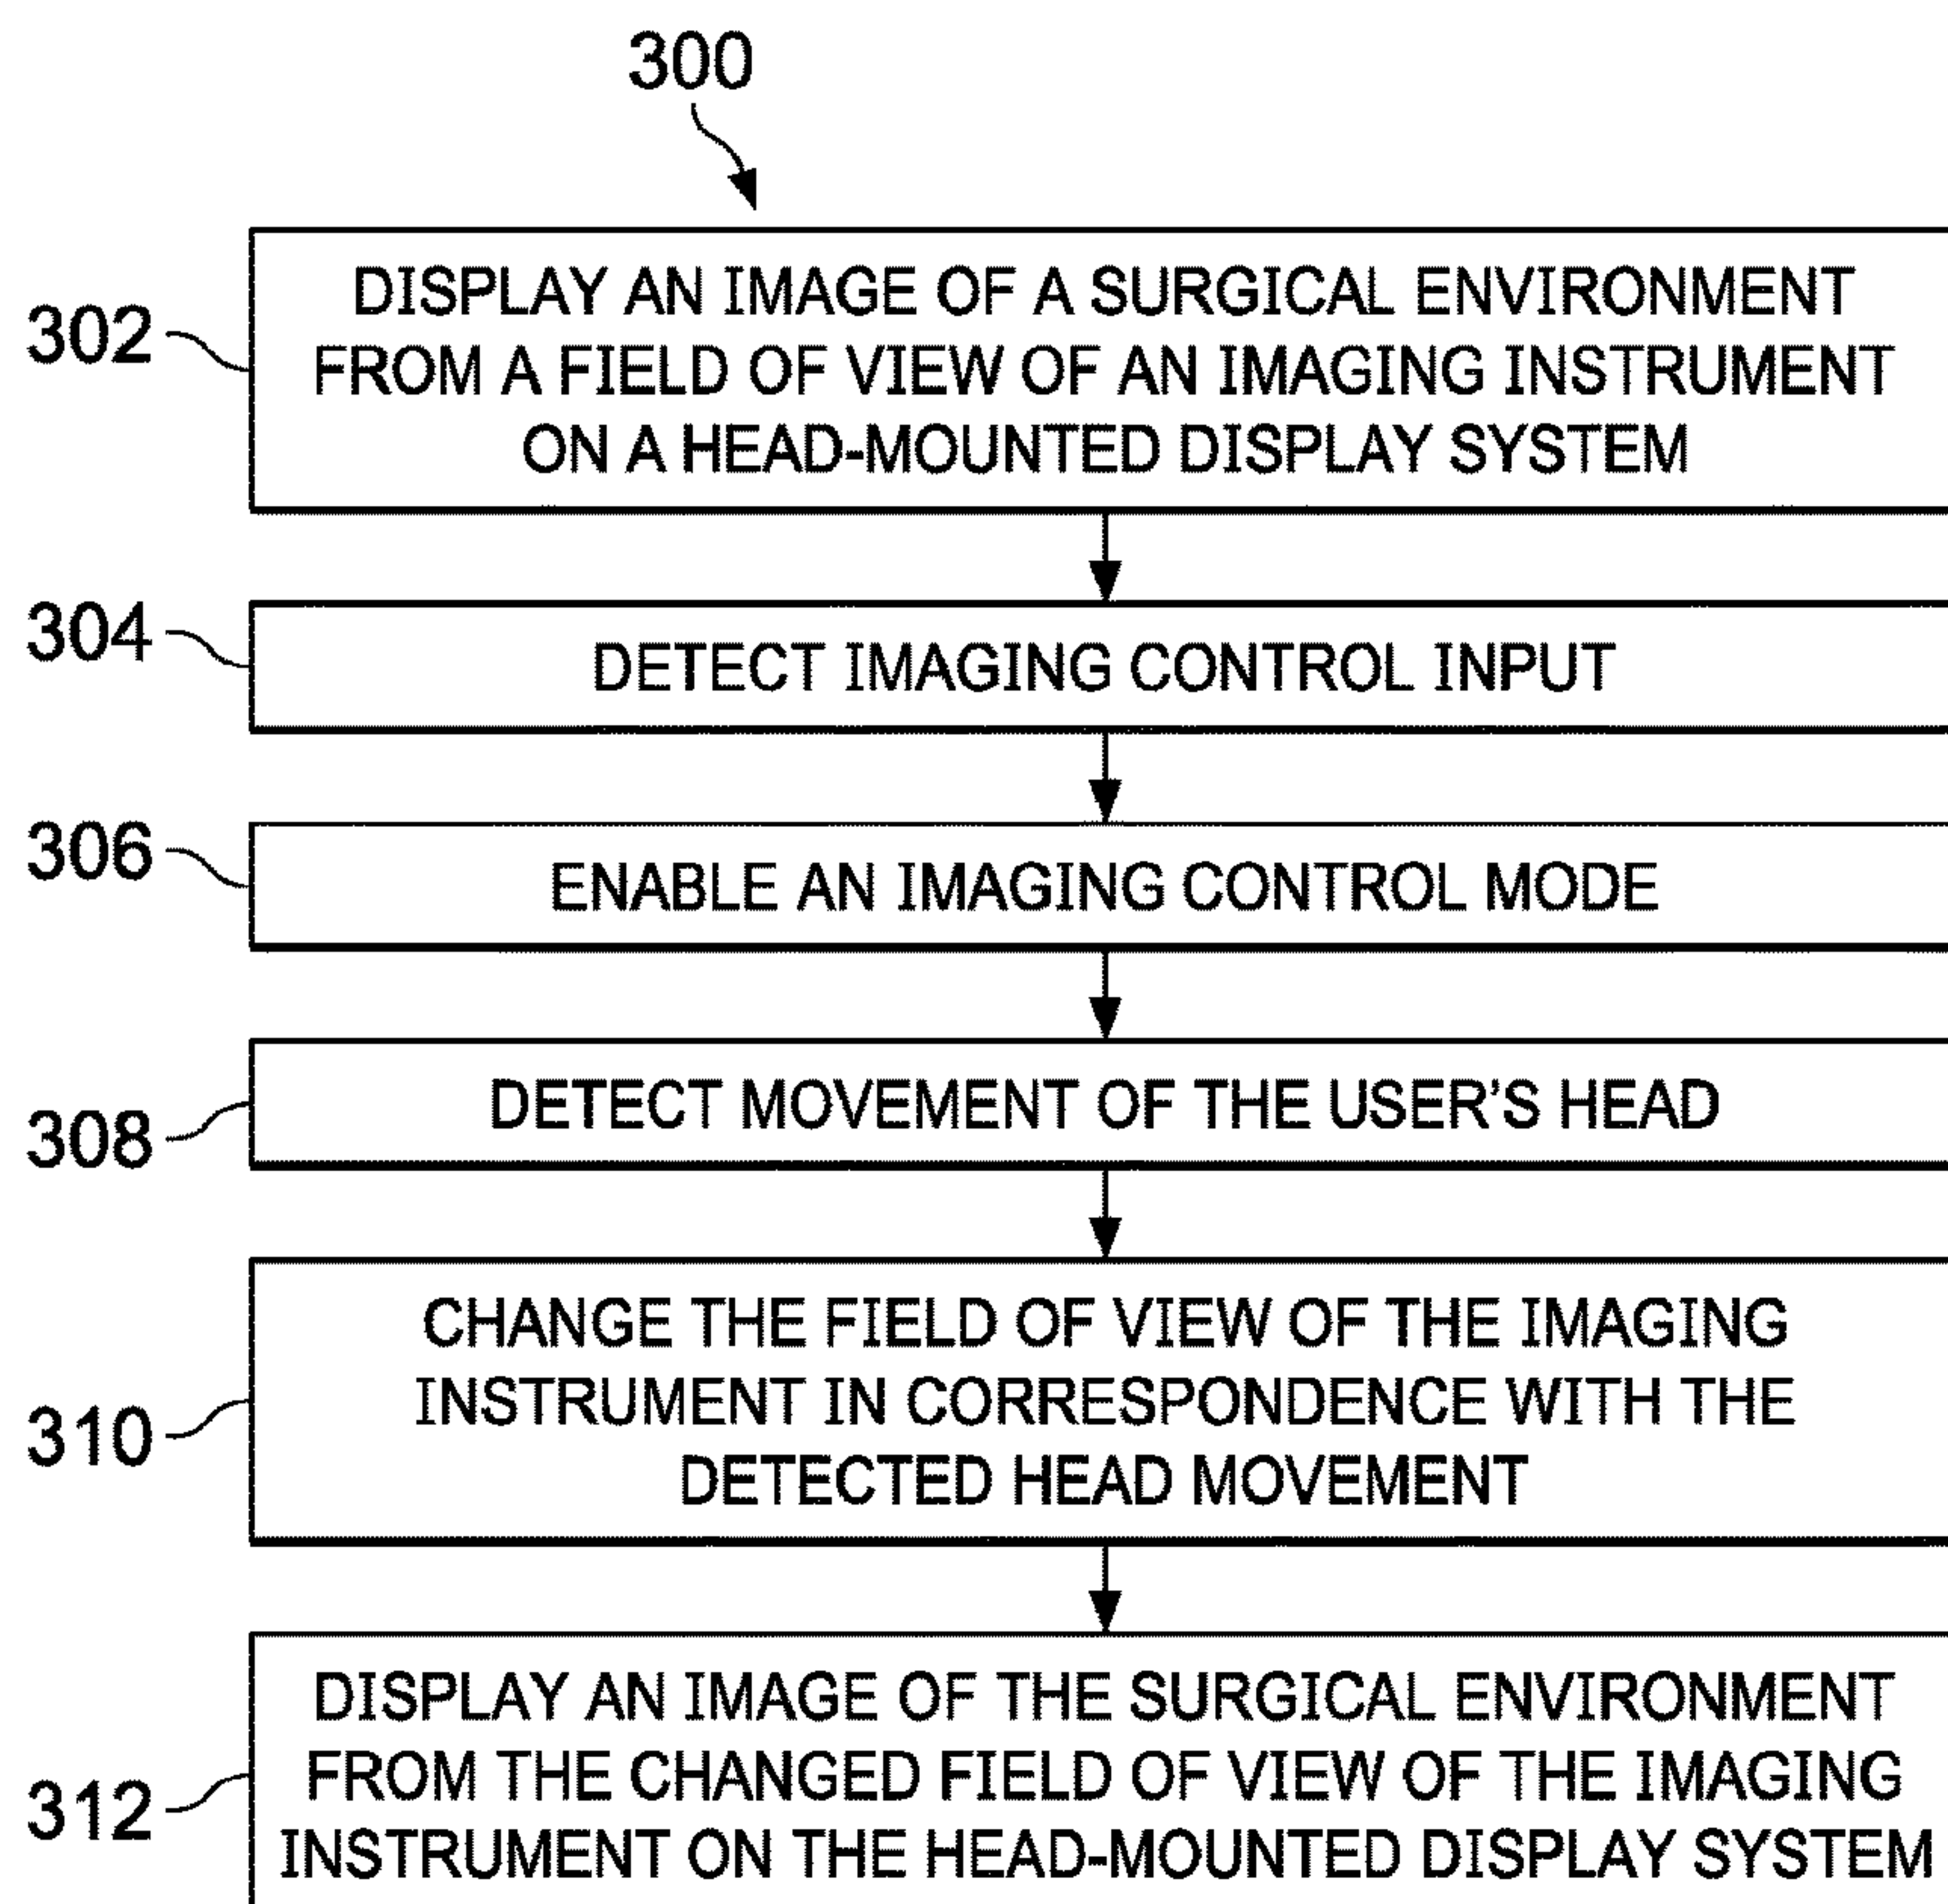 300
302
DISPLAY AN IMAGE OF A SURGICAL ENVIRONMENT
FROM A FIELD OF VIEW OF AN IMAGING INSTRUMENT
ON A HEAD-MOUNTED DISPLAY SYSTEM
304
DETECT IMAGING CONTROL INPUT
306
ENABLE AN IMAGING CONTROL MODE
308
DETECT MOVEMENT OF THE USER'S HEAD
310
CHANGE THE FIELD OF VIEW OF THE IMAGING
INSTRUMENT IN CORRESPONDENCE WITH THE
DETECTED HEAD MOVEMENT
312
DISPLAY AN IMAGE OF THE SURGICAL ENVIRONMENT
FROM THE CHANGED FIELD OF VIEW OF THE IMAGING
INSTRUMENT ON THE HEAD-MOUNTED DISPLAY SYSTEM